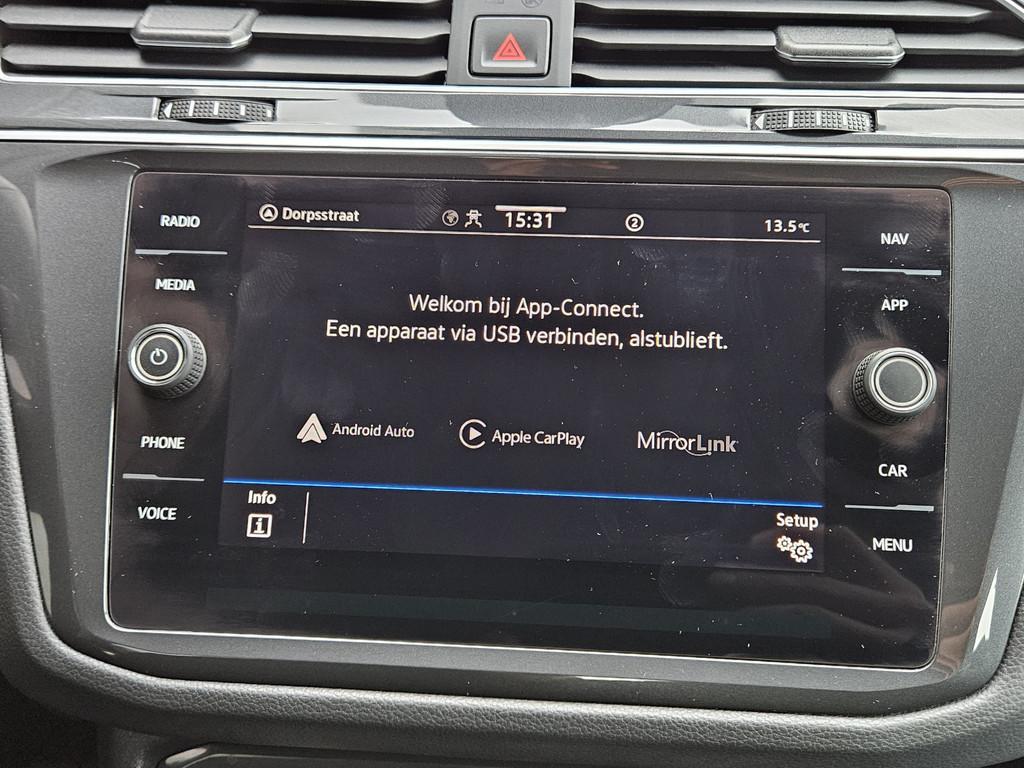 RADIO
MEDIA
PHONE
VOICE
Dorpsstraat
15:31
2
13.5°C
Welkom bij App-Connect.
Een apparaat via USB verbinden, alstublieft.
Android Auto
Apple CarPlay
MirrorLink
Info
i
Setup
NAV
APP
CAR
MENU